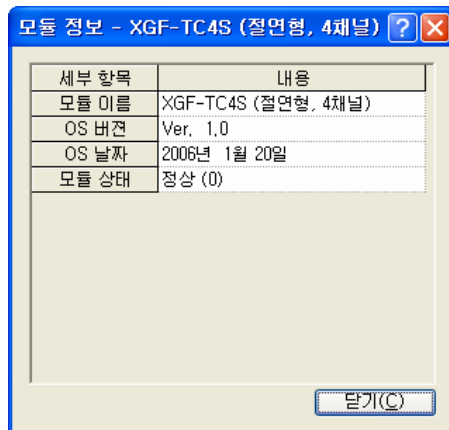 모듈 정보 - XGF-TC4S (절연형, 4채널)
세부 항목 내용
모듈 이름 XGF-TC4S (절연형, 4채널)
OS 버젼 Ver. 1.0
OS 날짜 2006년 1월 20일
모듈 상태 정상 (0)
닫기(C)